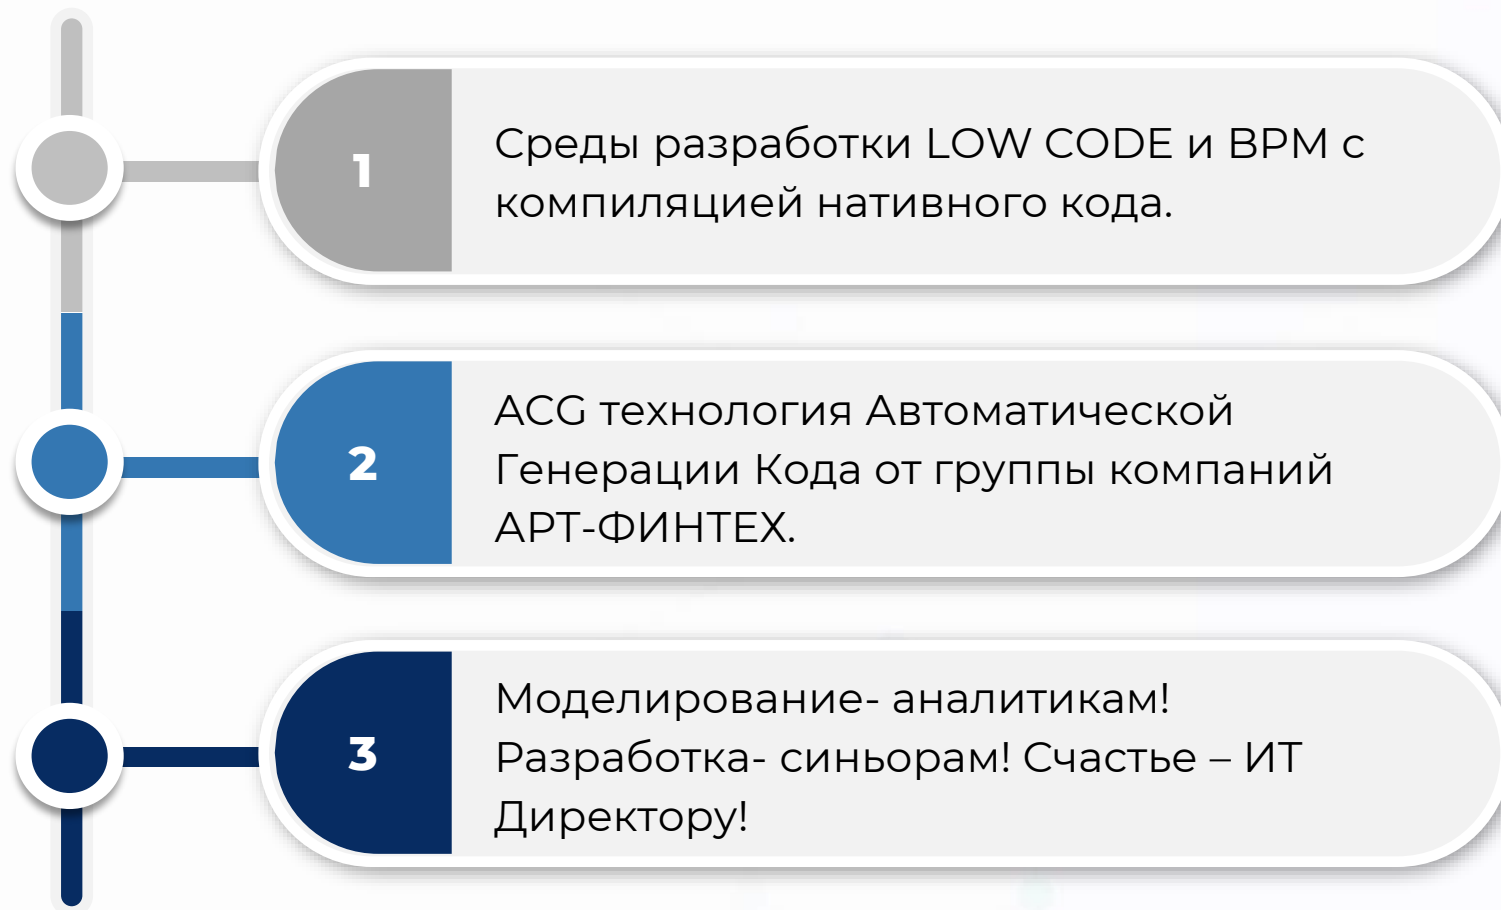 1
Среды разработки LOW CODE и BPM с
компиляцией нативного кода.
2
ACG технология Автоматической
Генерации Кода от группы компаний
АРТ-ФИНТЕХ.
3
Моделирование- аналитикам!
Разработка- синьорам! Счастье – ИТ
Директору!